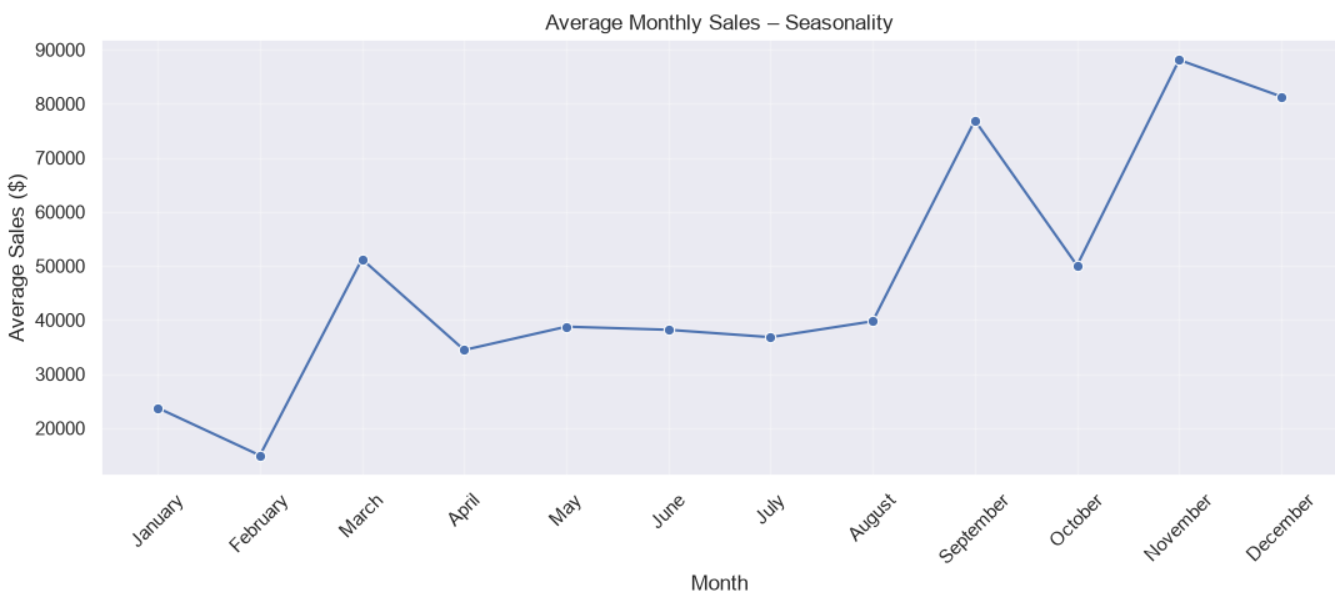 Average Monthly Sales – Seasonality
90000
80000
70000
60000
50000
40000
30000
20000
Average Sales ($)
January
February
March
April
May
June
July
August
September
October
November
December
Month